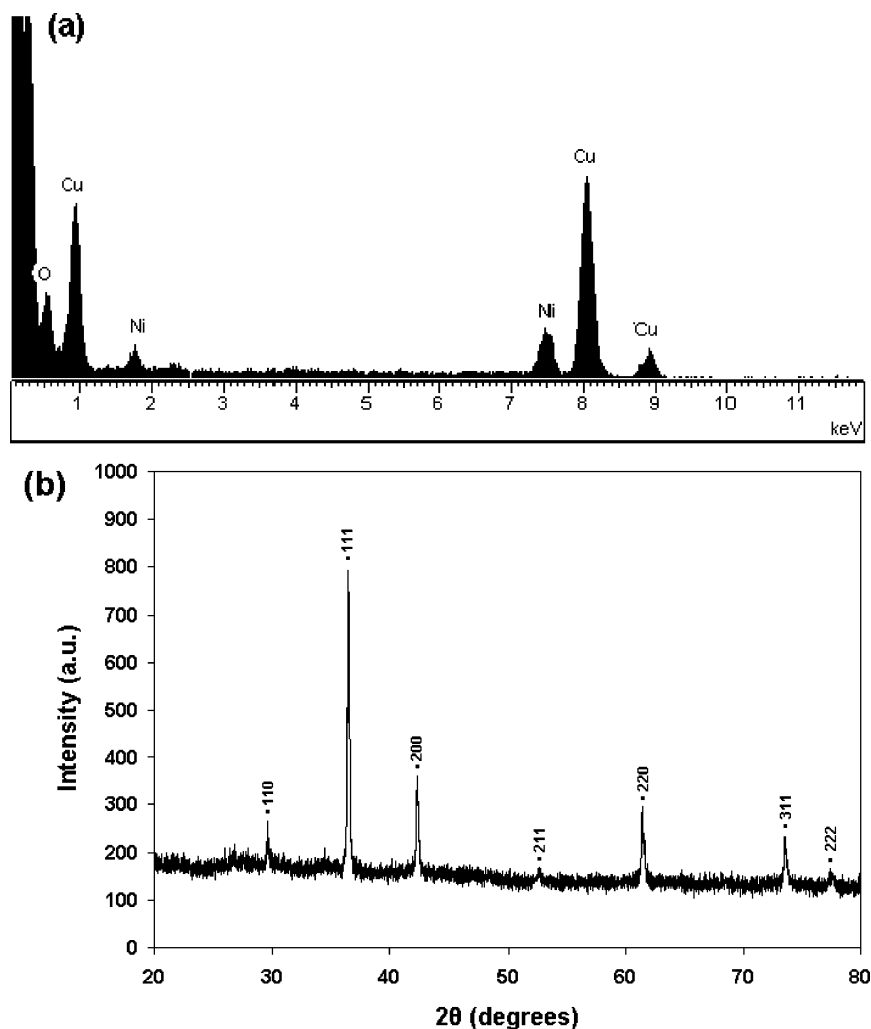 (a)
Cu
Cu
O
Ni
Ni
Cu
1 2 3 4 5 6 7 8 9 10 11
keV
(b)
1000
900
800
700
600
500
400
300
200
100
0
Intensity (a.u.)
110
111
200
211
220
311
222
20 30 40 50 60 70 80
2θ (degrees)